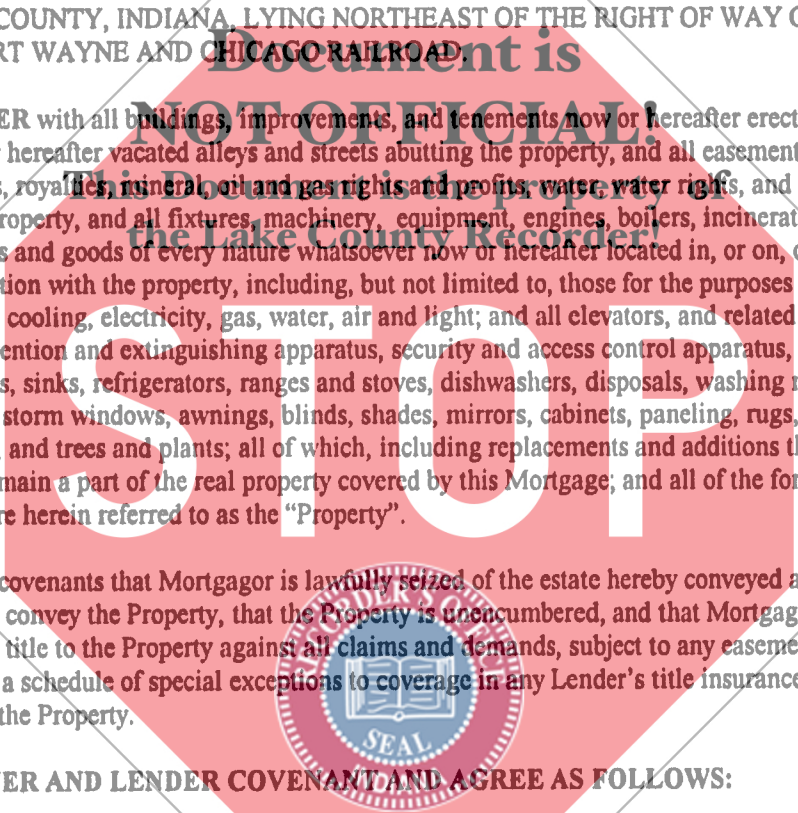 COUNTY, INDIANA, LYING NORTHEAST OF THE RIGHT OF WAY
RT WAYNE AND CHICAGO RAILROAD.
Document is
NOT OFFICIAL!
This Document is the property of
the Lake County Recorder!
ER with all buildings, improvements, and tenements now or hereafter erect
hereafter vacated alleys and streets abutting the property, and all easement
s, royalties, mineral, oil and gas rights and profits, water, water rights, and
roperty, and all fixtures, machinery, equipment, engines, boilers, incinerat
s and goods of every nature whatsoever now or hereafter located in, or on,
tion with the property, including, but not limited to, those for the purposes
cooling, electricity, gas, water, air and light; and all elevators, and related
ention and extinguishing apparatus, security and access control apparatus,
s, sinks, refrigerators, ranges and stoves, dishwashers, disposals, washing
storm windows, awnings, blinds, shades, mirrors, cabinets, paneling, rugs,
and trees and plants; all of which, including replacements and additions th
main a part of the real property covered by this Mortgage; and all of the for
re herein referred to as the “Property”.
STOP
covenants that Mortgagor is lawfully seized of the estate hereby conveyed a
convey the Property, that the Property is unencumbered, and that Mortgag
title to the Property against all claims and demands, subject to any easeme
a schedule of special exceptions to coverage in any Lender’s title insurance
the Property.
RECORDER'S OFFICE
SEAL
INDIANA
ER AND LENDER COVENANT AND AGREE AS FOLLOWS: